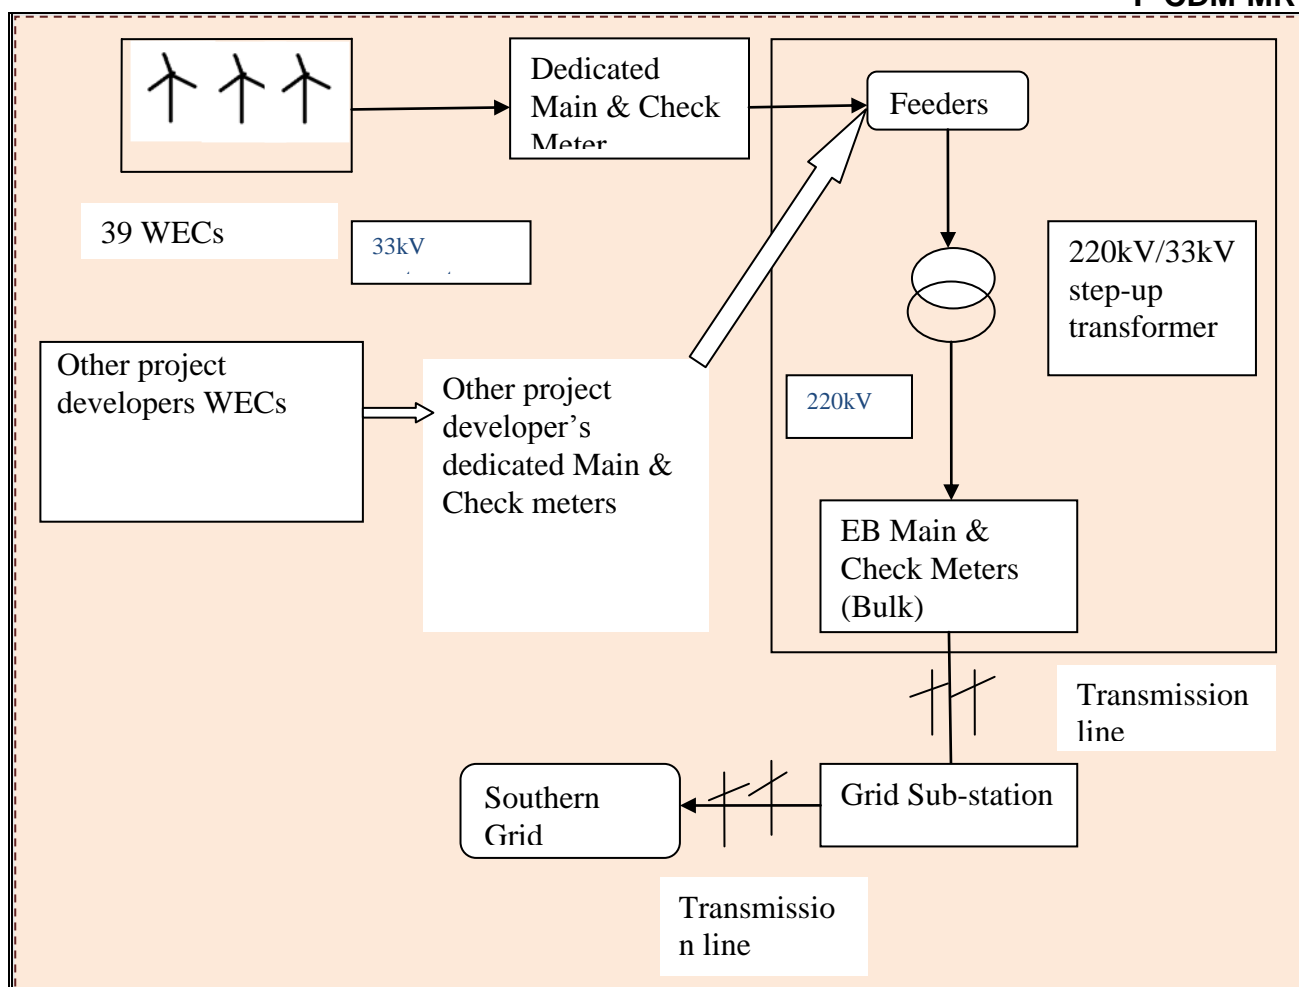 CDM-MR
Dedicated
Main & Check
Meter
Feeders
39 WECs
33kV
220kV/33kV
step-up
transformer
Other project
developers WECs
Other project
developer’s
dedicated Main &
Check meters
220kV
EB Main &
Check Meters
(Bulk)
Transmission
line
Grid Sub-station
Southern
Grid
Transmissio
n line